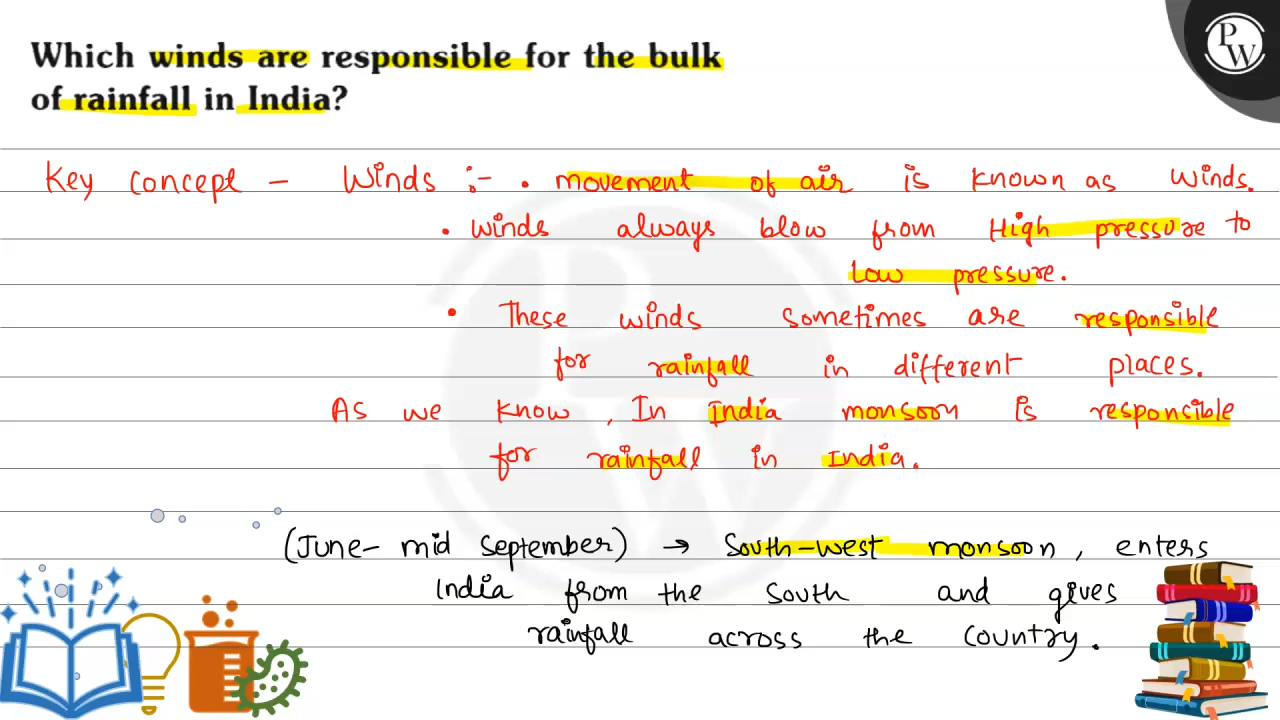 Which winds are responsible for the bulk
of rainfall in India?
PW
Key concept - Winds :- • movement of air is known as winds.
• winds always blow from High pressure to
low pressure.
• These winds sometimes are responsible
for rainfall in different places.
As we know, In India monsoon is responsible
for rainfall in India.
(June- mid september) → South-west monsoon, enters
India from the south and gives
rainfall across the country.